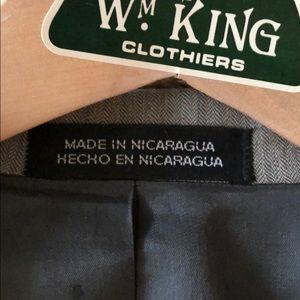 WM. KING
CLOTHIERS
MADE IN NICARAGUA
HECHO EN NICARAGUA